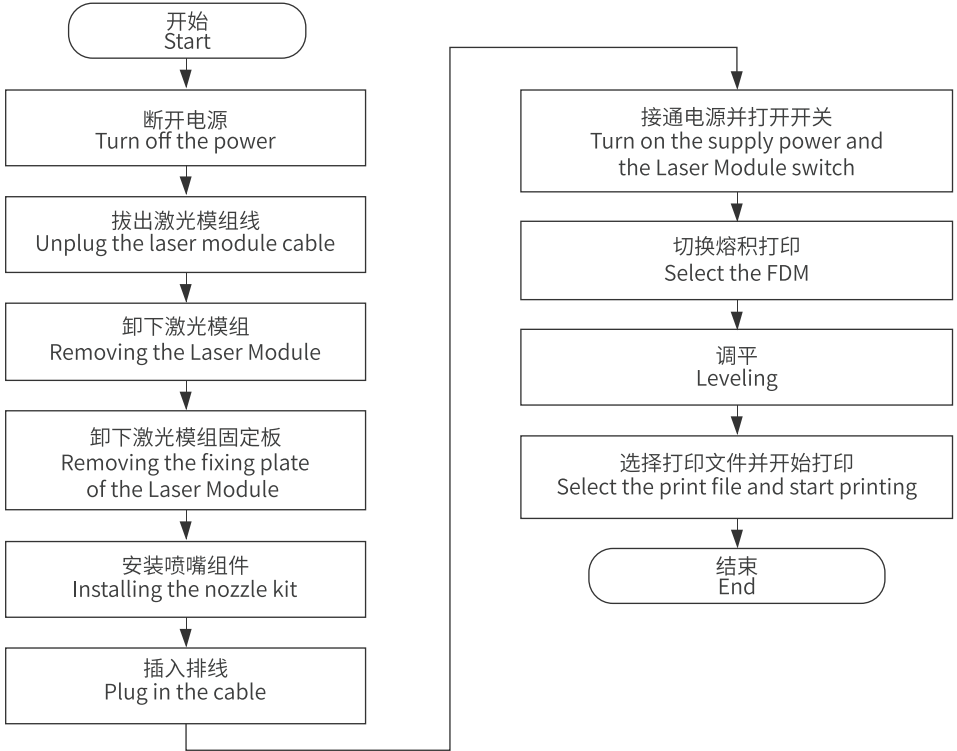 开始
Start
断开电源
Turn off the power
拔出激光模组线
Unplug the laser module cable
卸下激光模组
Removing the Laser Module
卸下激光模组固定板
Removing the fixing plate
of the Laser Module
安装喷嘴组件
Installing the nozzle kit
插入排线
Plug in the cable
接通电源并打开开关
Turn on the supply power and
the Laser Module switch
切换熔积打印
Select the FDM
调平
Leveling
选择打印文件并开始打印
Select the print file and start printing
结束
End